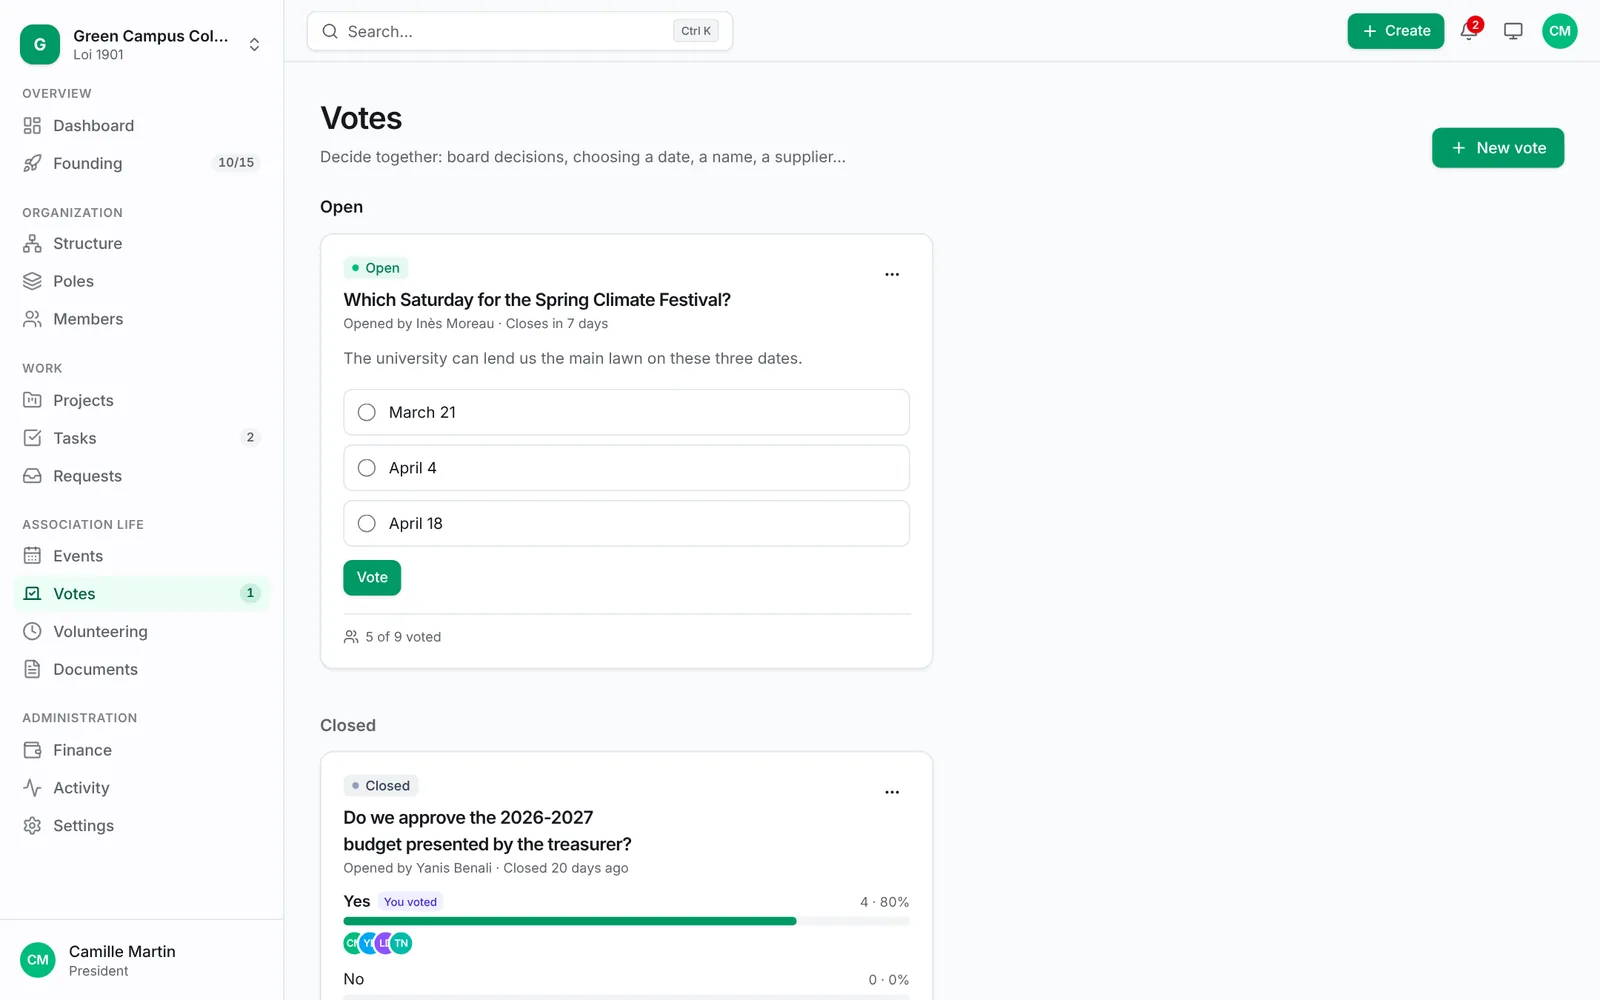 G
Green Campus Col...
Loi 1901
Search...
Ctrl K
Create
2
CM
OVERVIEW
Dashboard
Founding
10/15
ORGANIZATION
Structure
Poles
Members
WORK
Projects
Tasks
2
Requests
ASSOCIATION LIFE
Events
Votes
1
Volunteering
Documents
ADMINISTRATION
Finance
Activity
Settings
CM
Camille Martin
President
Votes
Decide together: board decisions, choosing a date, a name, a supplier...
New vote
Open
Open
Which Saturday for the Spring Climate Festival?
Opened by Inès Moreau · Closes in 7 days
The university can lend us the main lawn on these three dates.
March 21
April 4
April 18
Vote
5 of 9 voted
Closed
Closed
Do we approve the 2026-2027
budget presented by the treasurer?
Opened by Yanis Benali · Closed 20 days ago
Yes
You voted
4 · 80%
TN
No
0 · 0%